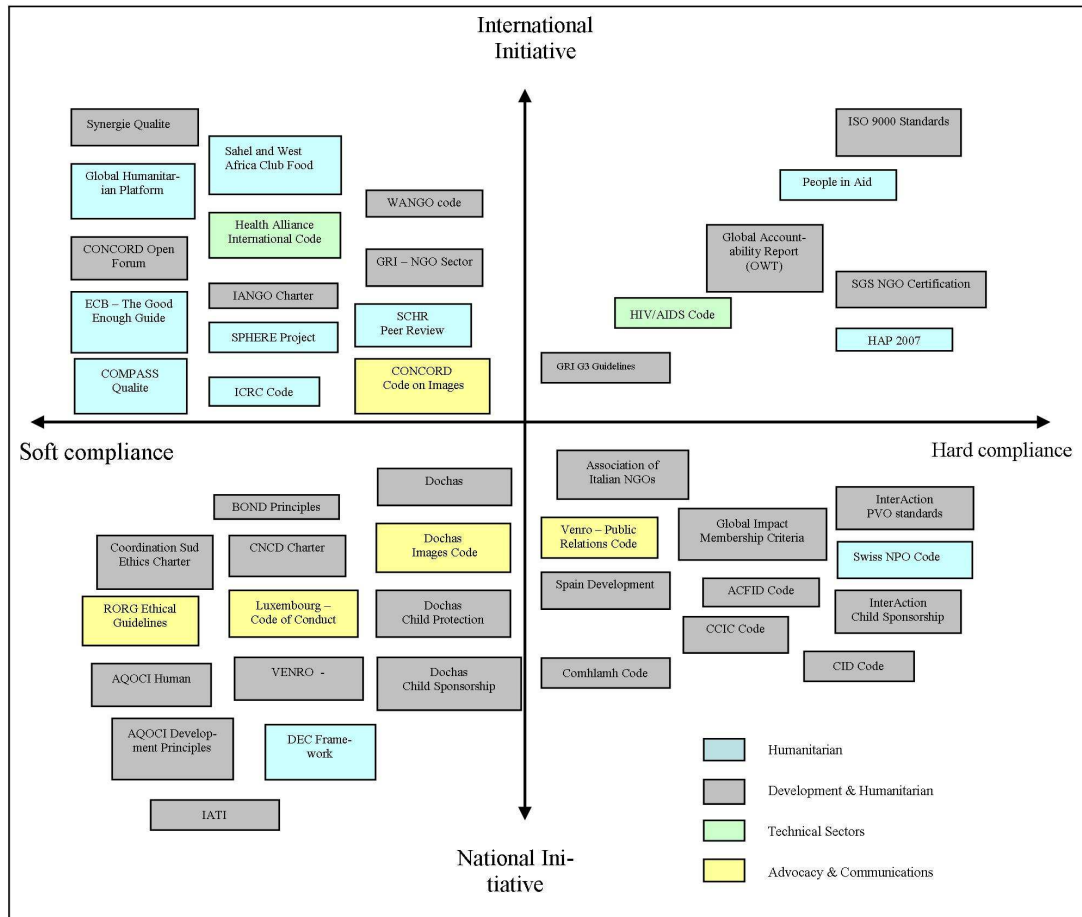 International
Initiative
Synergie Qualite
Sahel and West
Africa Club Food
Global Humanitar-
ian Platform
WANGO code
Health Alliance
International Code
CONCORD Open
Forum
GRI – NGO Sector
IANGO Charter
ECB – The Good
Enough Guide
SCHR
Peer Review
SPHERE Project
COMPASS
Qualite
ICRC Code
CONCORD
Code on Images
ISO 9000 Standards
People in Aid
Global Account-
ability Report
(OWT)
SGS NGO Certification
HIV/AIDS Code
HAP 2007
GRI G3 Guidelines
Soft compliance
Hard compliance
Dochas
BOND Principles
Coordination Sud
Ethics Charter
CNCD Charter
Dochas
Images Code
RORG Ethical
Guidelines
Luxembourg –
Code of Conduct
Dochas
Child Protection
AQOCI Human
VENRO -
Dochas
Child Sponsorship
AQOCI Develop-
ment Principles
DEC Frame-
work
IATI
Association of
Italian NGOs
InterAction
PVO standards
Venro – Public
Relations Code
Global Impact
Membership Criteria
Swiss NPO Code
Spain Development
ACFID Code
InterAction
Child Sponsorship
CCIC Code
Comhlamh Code
CID Code
National Ini-
tiative
Humanitarian
Development & Humanitarian
Technical Sectors
Advocacy & Communications